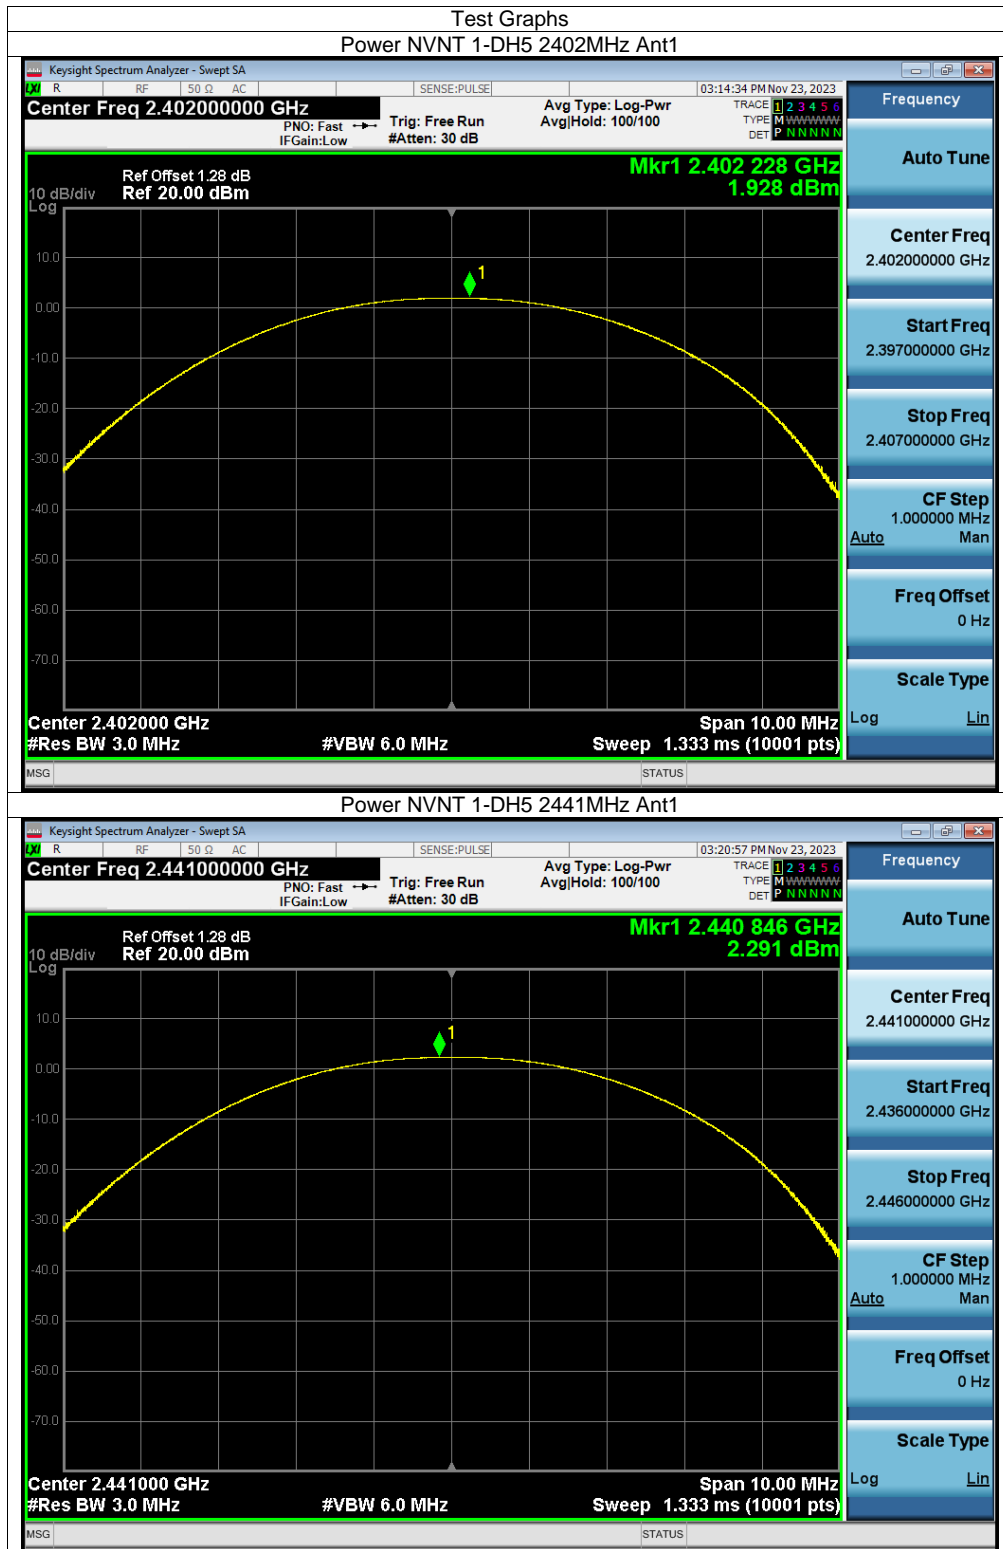 Test Graphs
Power NVNT 1-DH5 2402MHz Ant1
Keysight Spectrum Analyzer - Swept SA
LXI R RF 50 Ω AC SENSE:PULSE 03:14:34 PM Nov 23, 2023
Center Freq 2.402000000 GHz
PNO: Fast
IFGain:Low
Trig: Free Run
#Atten: 30 dB
Avg Type: Log-Pwr
Avg|Hold: 100/100
TRACE 1 2 3 4 5 6
TYPE M WWWWW
DET P N N N N N
Frequency
Mkr1 2.402 228 GHz
1.928 dBm
Ref Offset 1.28 dB
10 dB/div Ref 20.00 dBm
Log
10.0
0.00
-10.0
-20.0
-30.0
-40.0
-50.0
-60.0
-70.0
1
Center 2.402000 GHz Span 10.00 MHz
#Res BW 3.0 MHz #VBW 6.0 MHz Sweep 1.333 ms (10001 pts)
MSG STATUS
Auto Tune
Center Freq
2.402000000 GHz
Start Freq
2.397000000 GHz
Stop Freq
2.407000000 GHz
CF Step
1.000000 MHz
Auto Man
Freq Offset
0 Hz
Scale Type
Log Lin
Power NVNT 1-DH5 2441MHz Ant1
Keysight Spectrum Analyzer - Swept SA
LXI R RF 50 Ω AC SENSE:PULSE 03:20:57 PM Nov 23, 2023
Center Freq 2.441000000 GHz
PNO: Fast
IFGain:Low
Trig: Free Run
#Atten: 30 dB
Avg Type: Log-Pwr
Avg|Hold: 100/100
TRACE 1 2 3 4 5 6
TYPE M WWWWW
DET P N N N N N
Frequency
Mkr1 2.440 846 GHz
2.291 dBm
Ref Offset 1.28 dB
10 dB/div Ref 20.00 dBm
Log
10.0
0.00
-10.0
-20.0
-30.0
-40.0
-50.0
-60.0
-70.0
1
Center 2.441000 GHz Span 10.00 MHz
#Res BW 3.0 MHz #VBW 6.0 MHz Sweep 1.333 ms (10001 pts)
MSG STATUS
Auto Tune
Center Freq
2.441000000 GHz
Start Freq
2.436000000 GHz
Stop Freq
2.446000000 GHz
CF Step
1.000000 MHz
Auto Man
Freq Offset
0 Hz
Scale Type
Log Lin